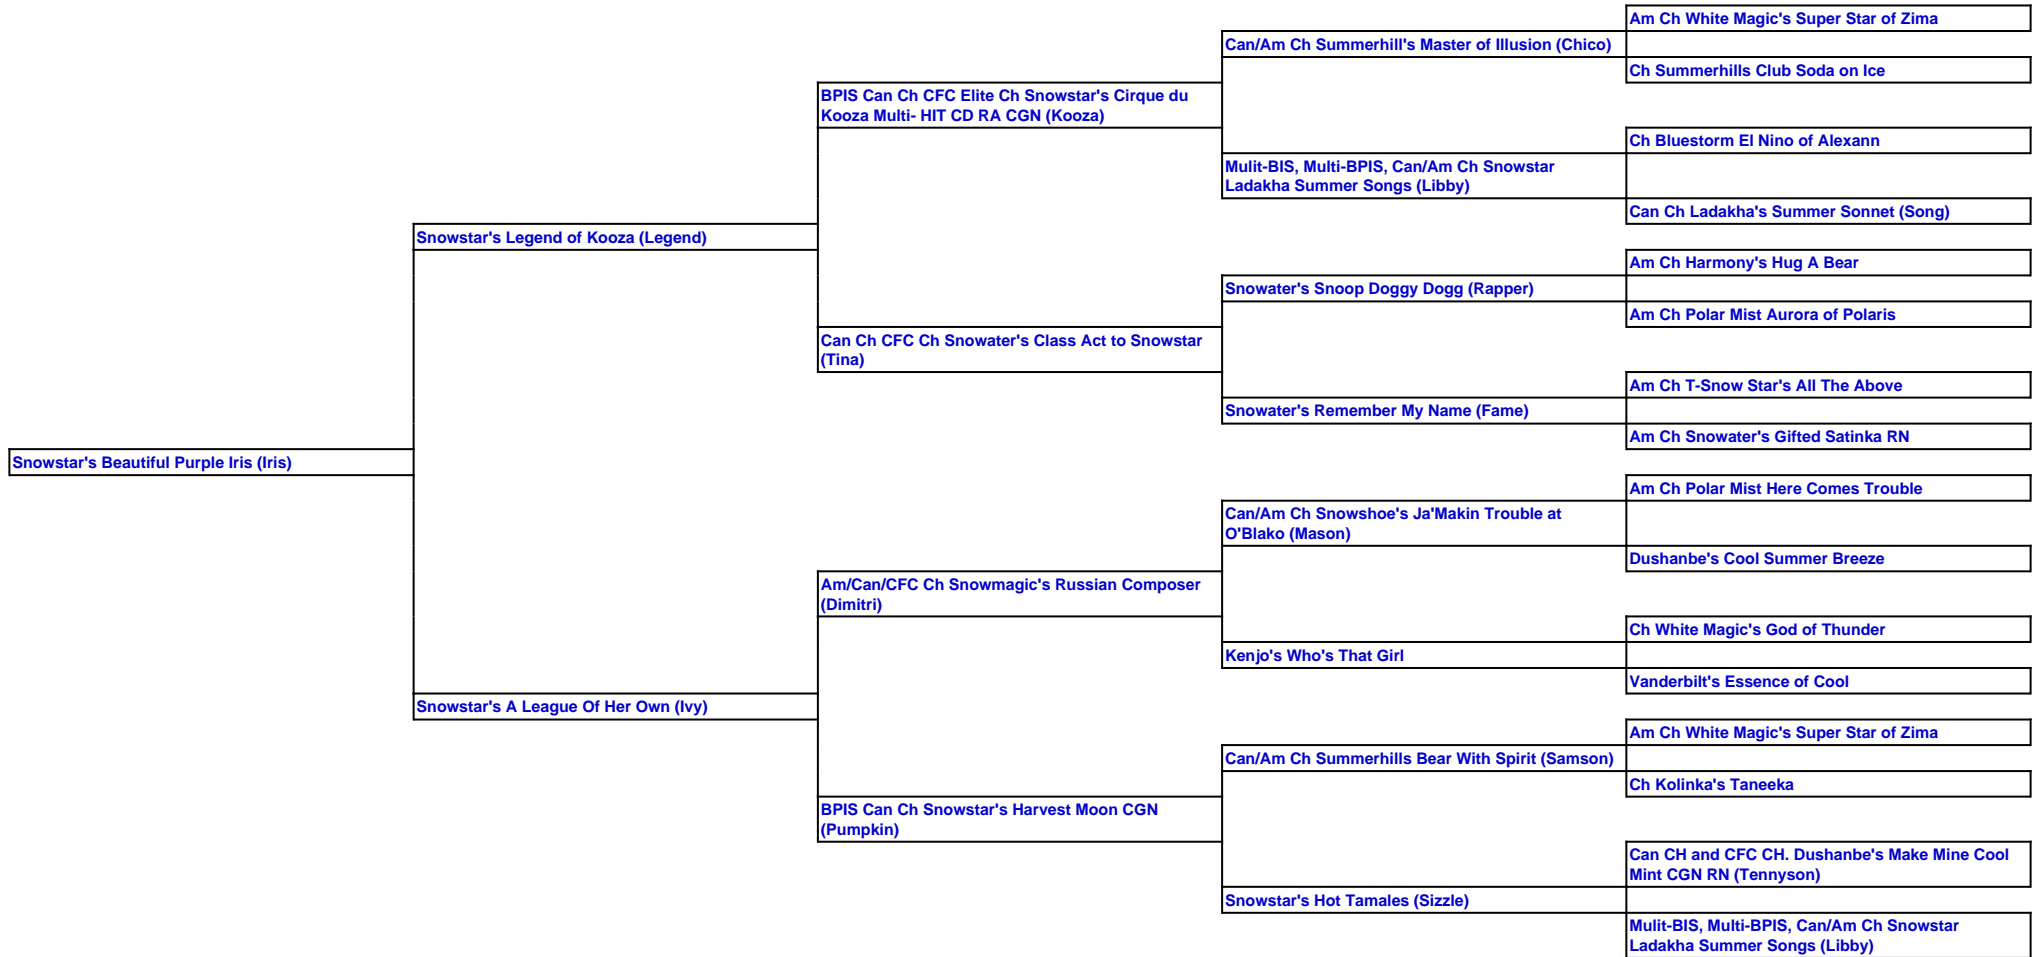 Am Ch White Magic's Super Star of Zima
Can/Am Ch Summerhill's Master of Illusion (Chico)
Ch Summerhills Club Soda on Ice
BPIS Can Ch CFC Elite Ch Snowstar's Cirque du
Kooza Multi- HIT CD RA CGN (Kooza)
Ch Bluestorm El Nino of Alexann
Mulit-BIS, Multi-BPIS, Can/Am Ch Snowstar
Ladakha Summer Songs (Libby)
Can Ch Ladakha's Summer Sonnet (Song)
Snowstar's Legend of Kooza (Legend)
Am Ch Harmony's Hug A Bear
Snowater's Snoop Doggy Dogg (Rapper)
Am Ch Polar Mist Aurora of Polaris
Can Ch CFC Ch Snowater's Class Act to Snowstar
(Tina)
Am Ch T-Snow Star's All The Above
Snowater's Remember My Name (Fame)
Am Ch Snowater's Gifted Satinka RN
Snowstar's Beautiful Purple Iris (Iris)
Am Ch Polar Mist Here Comes Trouble
Can/Am Ch Snowshoe's Ja'Makin Trouble at
O'Blako (Mason)
Dushanbe's Cool Summer Breeze
Am/Can/CFC Ch Snowmagic's Russian Composer
(Dimitri)
Ch White Magic's God of Thunder
Kenjo's Who's That Girl
Vanderbilt's Essence of Cool
Snowstar's A League Of Her Own (Ivy)
Am Ch White Magic's Super Star of Zima
Can/Am Ch Summerhills Bear With Spirit (Samson)
Ch Kolinka's Taneeka
BPIS Can Ch Snowstar's Harvest Moon CGN
(Pumpkin)
Can CH and CFC CH. Dushanbe's Make Mine Cool
Mint CGN RN (Tennyson)
Snowstar's Hot Tamales (Sizzle)
Mulit-BIS, Multi-BPIS, Can/Am Ch Snowstar
Ladakha Summer Songs (Libby)